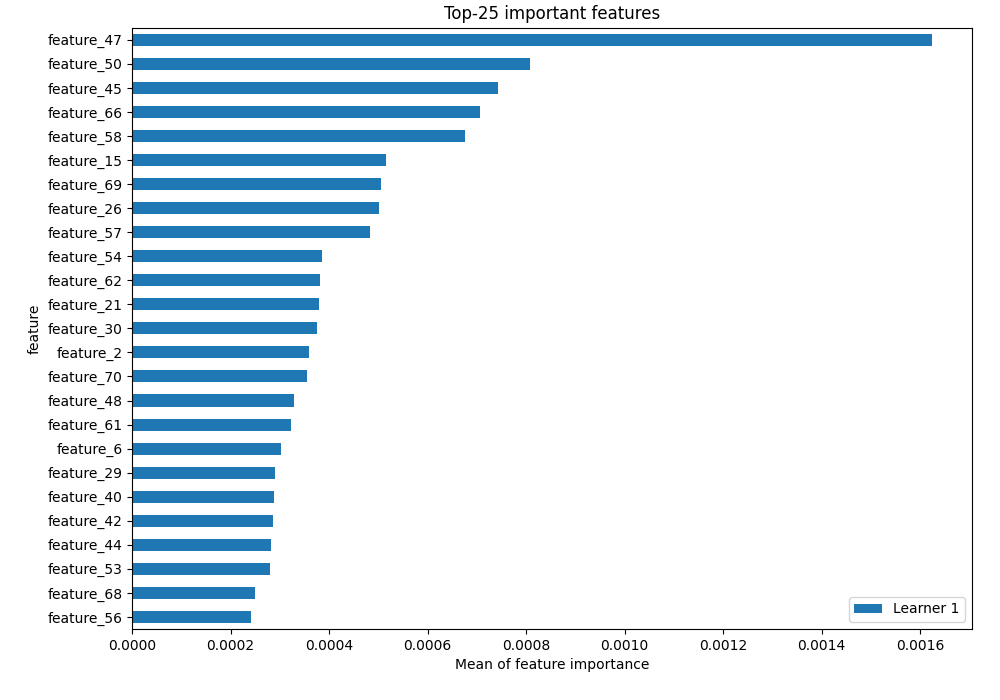 Top-25 important features
feature_47
feature_50
feature_45
feature_66
feature_58
feature_15
feature_69
feature_26
feature_57
feature_54
feature_62
feature_21
feature_30
feature_2
feature_70
feature_48
feature_61
feature_6
feature_29
feature_40
feature_42
feature_44
feature_53
feature_68
feature_56
feature
Learner 1
0.0000 0.0002 0.0004 0.0006 0.0008 0.0010 0.0012 0.0014 0.0016
Mean of feature importance